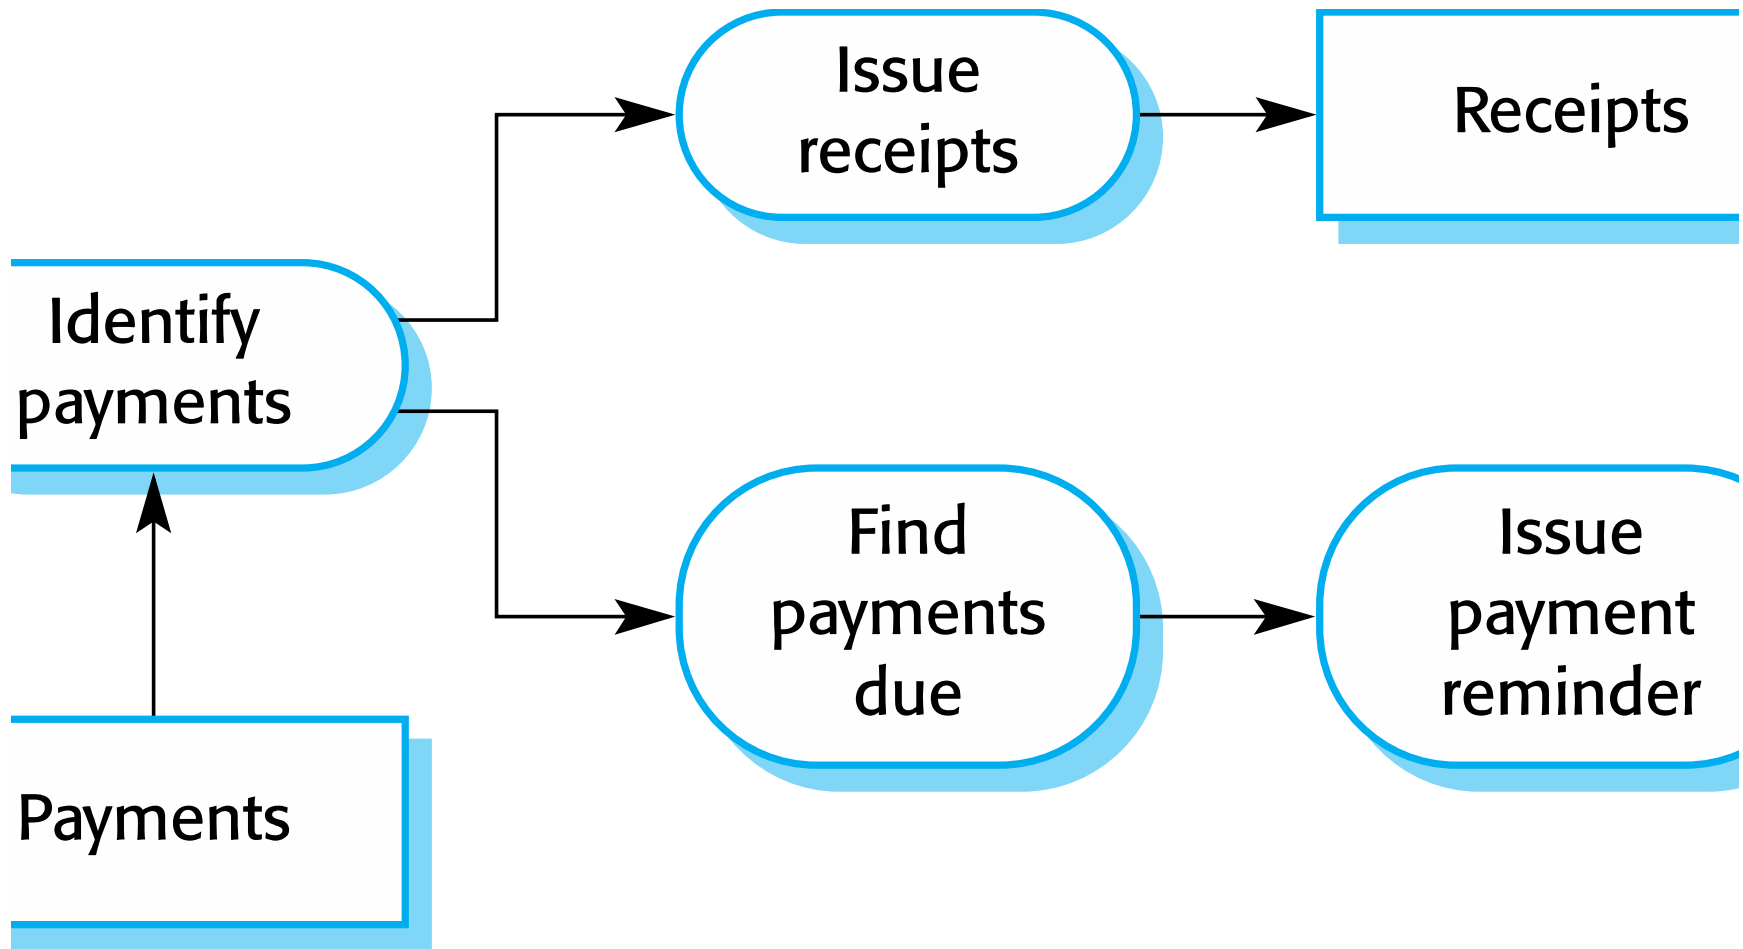 Issue
receipts
Receipts
Identify
payments
Find
payments
due
Issue
payment
reminder
Payments